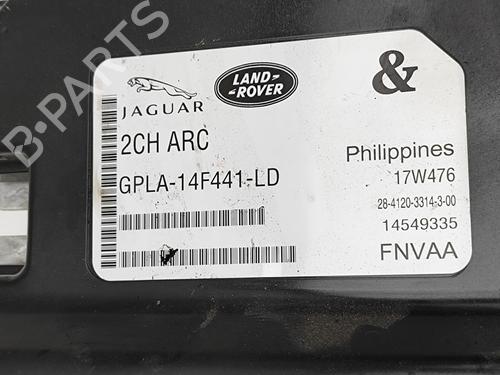 B-PARTS
JAGUAR
LAND-
-ROVER
&
2CH ARC
GPLA-14F441-LD
Philippines
17W476
28-4120-3314-3-00
14549335
FNVAA